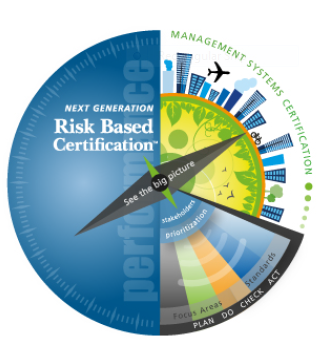 MANAGEMENT SYSTEMS CERTIFICATION
performance
NEXT GENERATION
Risk Based
Certification™
See the big picture
Stakeholders
Prioritization
Focus Areas
Standards
PLAN DO CHECK ACT